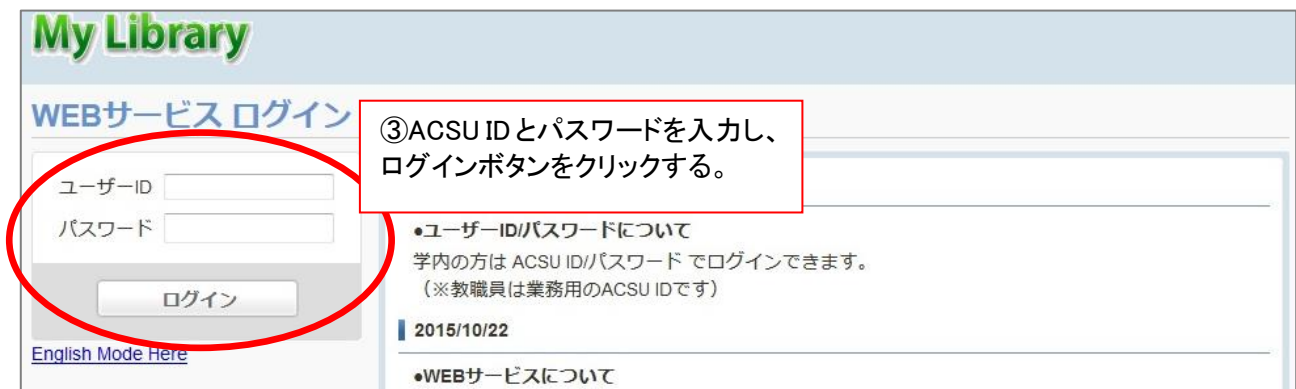 My Library
WEBサービス ログイン
③ACSU IDとパスワードを入力し、
ログインボタンをクリックする。
ユーザーID
パスワード
ログイン
English Mode Here
•ユーザーID/パスワードについて
学内の方は ACSU ID/パスワード でログインできます。
（※教職員は業務用のACSU IDです）
2015/10/22
•WEBサービスについて